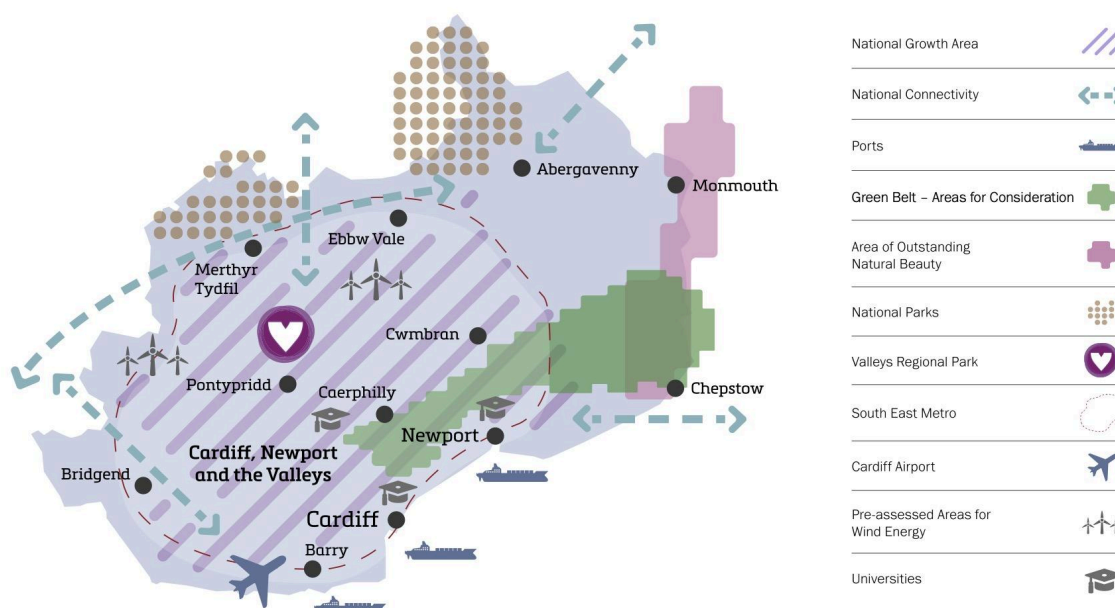 Abergavenny
Monmouth
Ebbw Vale
Merthyr
Tydfil
Cwmbran
Pontypridd
Caerphilly
Chepstow
Newport
Cardiff, Newport
and the Valleys
Bridgend
Cardiff
Barry
National Growth Area
National Connectivity
Ports
Green Belt – Areas for Consideration
Area of Outstanding
Natural Beauty
National Parks
Valleys Regional Park
South East Metro
Cardiff Airport
Pre-assessed Areas for
Wind Energy
Universities